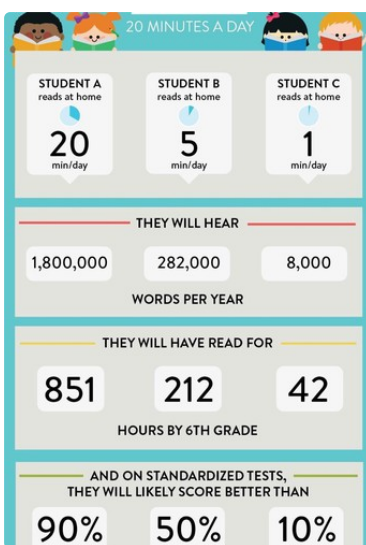 20 MINUTES A DAY
STUDENT A STUDENT B STUDENT C
reads at home reads at home reads at home
20 5 1
min/day min/day min/day
THEY WILL HEAR
1,800,000 282,000 8,000
WORDS PER YEAR
THEY WILL HAVE READ FOR
851 212 42
HOURS BY 6TH GRADE
AND ON STANDARDIZED TESTS,
THEY WILL LIKELY SCORE BETTER THAN
90% 50% 10%